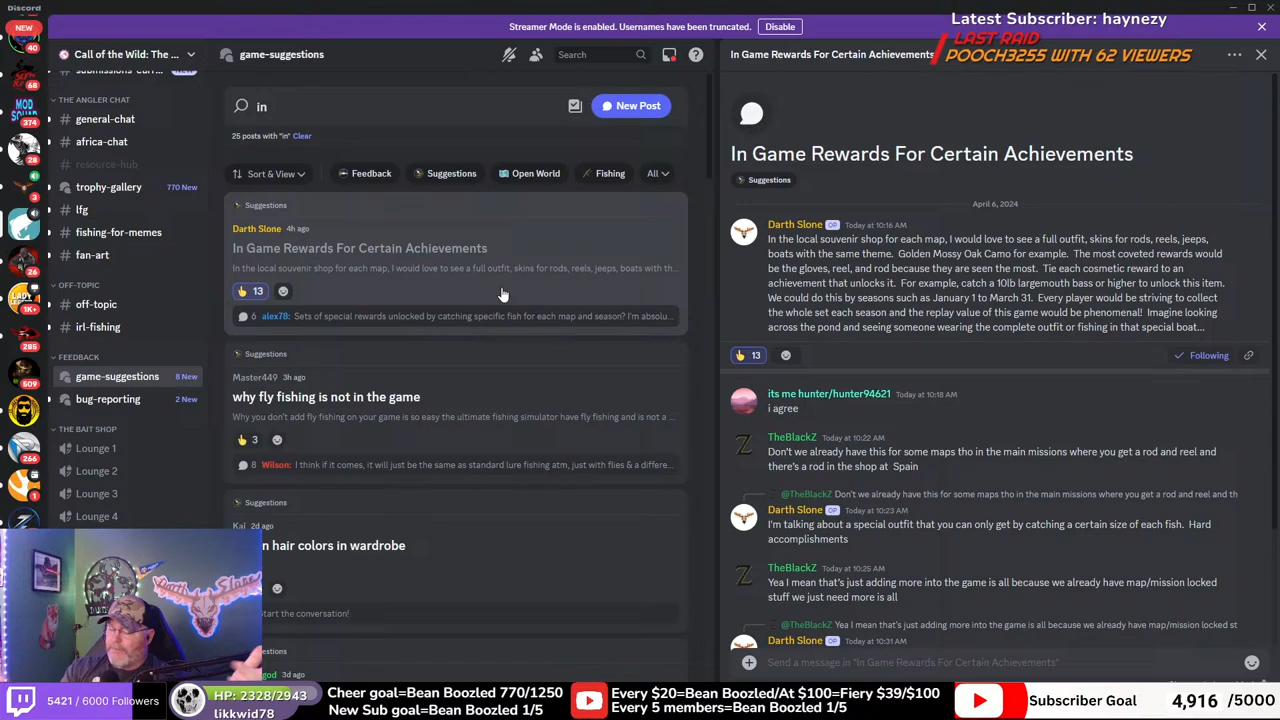 Discord
Streamer Mode is enabled. Usernames have been truncated.
Disable
Latest Subscriber: haynezy
LAST RAID
POOCH3255 WITH 62 VIEWERS
NEW
40
68
MOD SQUAD
374
28
3
26
1K+
285
509
266
1
Call of the Wild: The ...
New
THE ANGLER CHAT
general-chat
africa-chat
resource-hub
trophy-gallery
770 New
lfg
fishing-for-memes
fan-art
OFF-TOPIC
off-topic
irl-fishing
FEEDBACK
game-suggestions
8 New
bug-reporting
2 New
THE BAIT SHOP
Lounge 1
Lounge 2
Lounge 3
Lounge 4
game-suggestions
Search
in
New Post
25 posts with "in" Clear
Sort & View
Feedback
Suggestions
Open World
Fishing
All
Suggestions
Darth Slone 4h ago
In Game Rewards For Certain Achievements
In the local souvenir shop for each map, I would love to see a full outfit, skins for rods, reels, jeeps, boats with th...
13
6 alex78: Sets of special rewards unlocked by catching specific fish for each map and season? I'm absolu...
Suggestions
Master449 3h ago
why fly fishing is not in the game
Why you don't add fly fishing on your game is so easy the ultimate fishing simulator have fly fishing and is not a ...
3
8 Wilson: I think if it comes, it will just be the same as standard lure fishing atm, just with flies & a differe...
Suggestions
Kai 2d ago
hair colors in wardrobe
tart the conversation!
3d ago
In Game Rewards For Certain Achievements
In Game Rewards For Certain Achievements
Suggestions
April 6, 2024
Darth Slone OP Today at 10:16 AM
In the local souvenir shop for each map, I would love to see a full outfit, skins for rods, reels, jeeps,
boats with the same theme. Golden Mossy Oak Camo for example. The most coveted rewards would
be the gloves, reel, and rod because they are seen the most. Tie each cosmetic reward to an
achievement that unlocks it. For example, catch a 10lb largemouth bass or higher to unlock this item.
We could do this by seasons such as January 1 to March 31. Every player would be striving to collect
the whole set each season and the replay value of this game would be phenomenal! Imagine looking
across the pond and seeing someone wearing the complete outfit or fishing in that special boat...
13
Following
its me hunter/hunter94621 Today at 10:18 AM
i agree
TheBlackZ Today at 10:22 AM
Don't we already have this for some maps tho in the main missions where you get a rod and reel and
there's a rod in the shop at Spain
@TheBlackZ Don't we already have this for some maps tho in the main missions where you get a rod and reel and th
Darth Slone OP Today at 10:23 AM
I'm talking about a special outfit that you can only get by catching a certain size of each fish. Hard
accomplishments
TheBlackZ Today at 10:25 AM
Yea I mean that's just adding more into the game is all because we already have map/mission locked
stuff we just need more is all
@TheBlackZ Yea I mean that's just adding more into the game is all because we already have map/mission locked st
Darth Slone OP Today at 10:31 AM
Send a message in "In Game Rewards For Certain Achievements"
Darth Slone
5421 / 6000 Followers
HP: 2328/2943
likkwid78
Cheer goal=Bean Boozled 770/1250
New Sub goal=Bean Boozled 1/5
Every $20=Bean Boozled/At $100=Fiery $39/$100
Every 5 members=Bean Boozled 1/5
Subscriber Goal
4,916 /5000